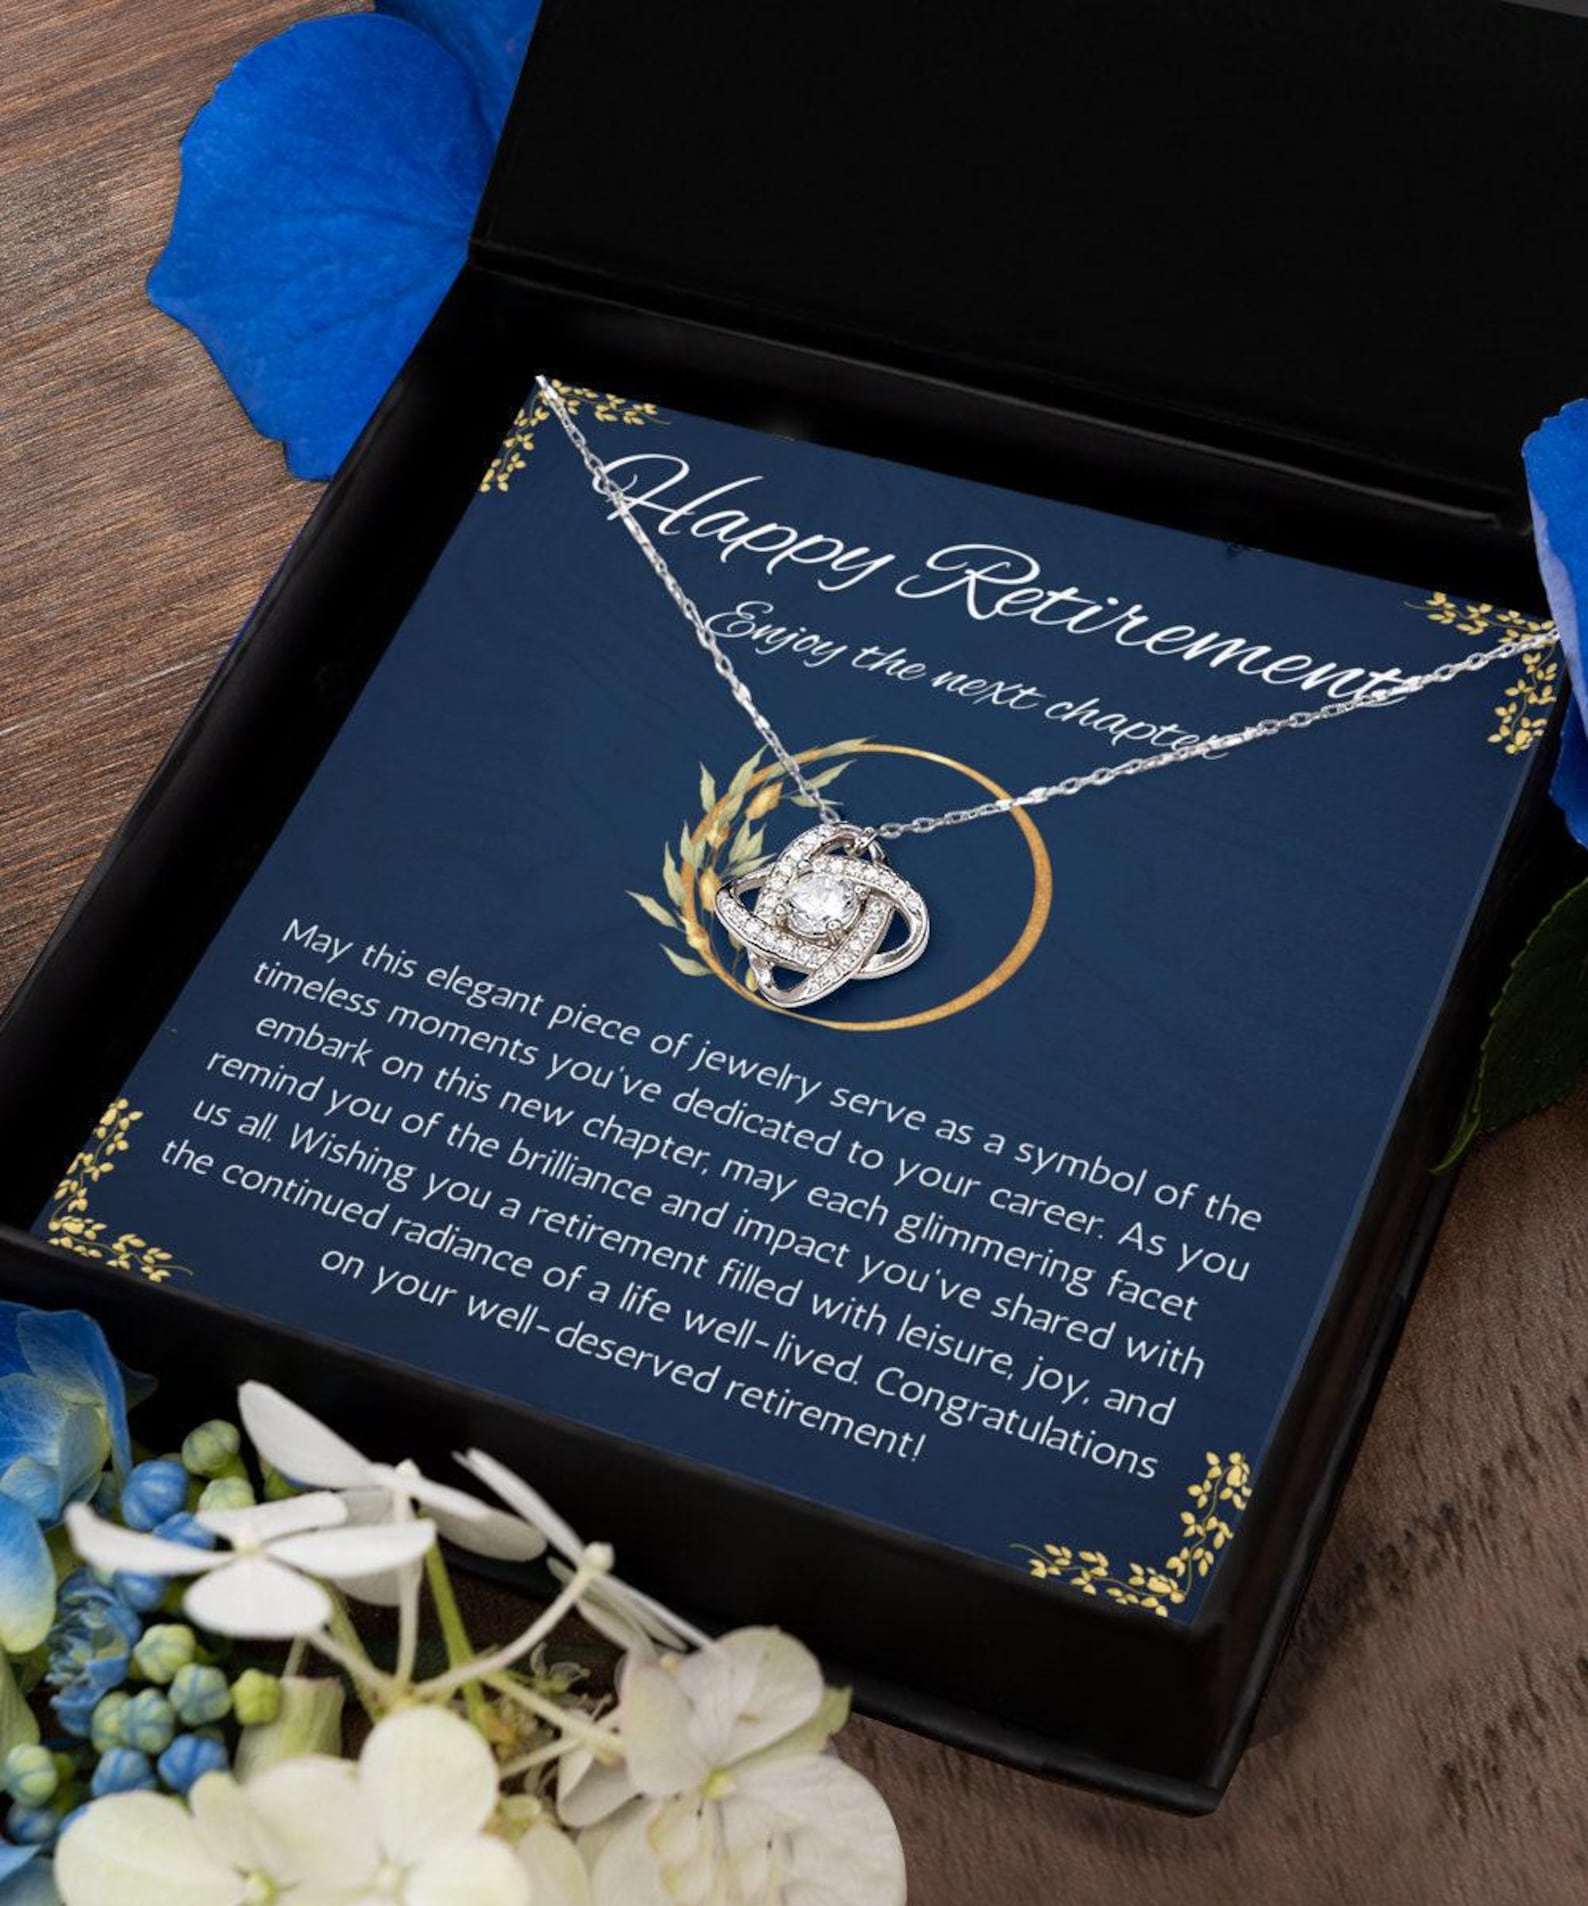 Happy Retirement
Enjoy the next chapter
May this elegant piece of jewelry serve as a symbol of the
timeless moments you've dedicated to your career. As you
embark on this new chapter, may each glimmering facet
remind you of the brilliance and impact you've shared with
us all. Wishing you a retirement filled with leisure, joy, and
the continued radiance of a life well-lived. Congratulations
on your well-deserved retirement!